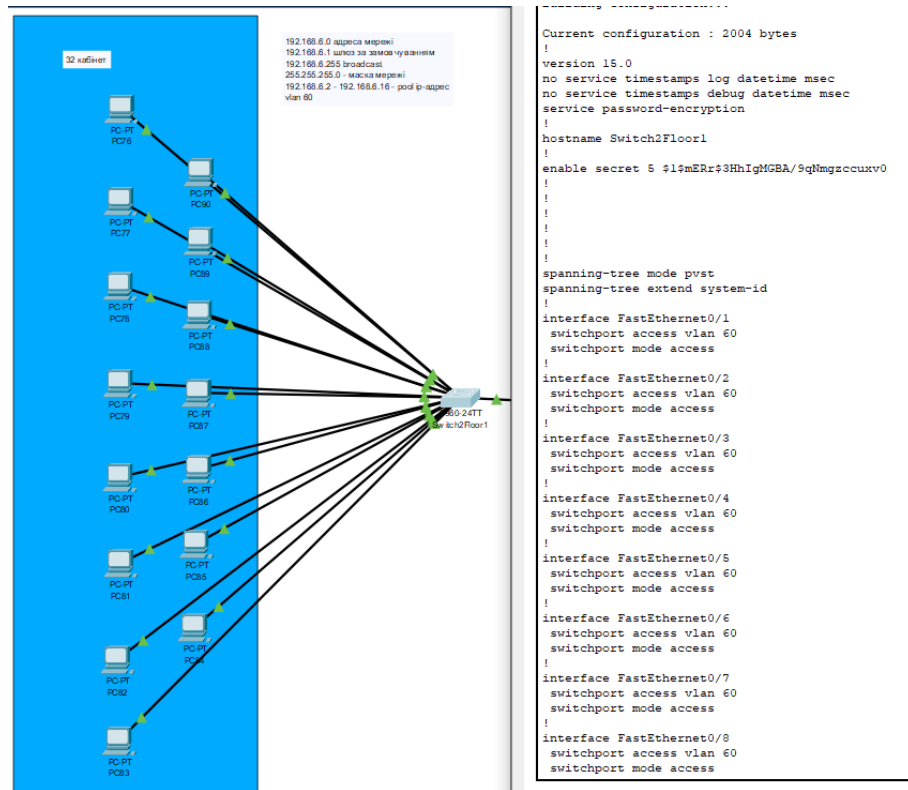 32 кабінет
192.168.6.0 адреса мережі
192.168.6.1 шлюз за замовчуванням
192.168.6.255 broadcast
255.255.255.0 - маска мережі
192.168.6.2 - 192.168.6.16 - pool ip-адрес
vlan 60
PC-PT
PC76
PC-PT
PC90
PC-PT
PC77
PC-PT
PC89
PC-PT
PC78
PC-PT
PC88
PC-PT
PC79
PC-PT
PC87
PC-PT
PC80
PC-PT
PC86
PC-PT
PC81
PC-PT
PC85
PC-PT
PC82
PC-PT
PC-PT
PC83
60-24TT
Switch2Floor1
Building configuration...
Current configuration : 2004 bytes
!
version 15.0
no service timestamps log datetime msec
no service timestamps debug datetime msec
service password-encryption
!
hostname Switch2Floor1
!
enable secret 5 $1$mERr$3HhIgMGBA/9qNmgzccuxv0
!
!
!
!
!
!
spanning-tree mode pvst
spanning-tree extend system-id
!
interface FastEthernet0/1
switchport access vlan 60
switchport mode access
!
interface FastEthernet0/2
switchport access vlan 60
switchport mode access
!
interface FastEthernet0/3
switchport access vlan 60
switchport mode access
!
interface FastEthernet0/4
switchport access vlan 60
switchport mode access
!
interface FastEthernet0/5
switchport access vlan 60
switchport mode access
!
interface FastEthernet0/6
switchport access vlan 60
switchport mode access
!
interface FastEthernet0/7
switchport access vlan 60
switchport mode access
!
interface FastEthernet0/8
switchport access vlan 60
switchport mode access